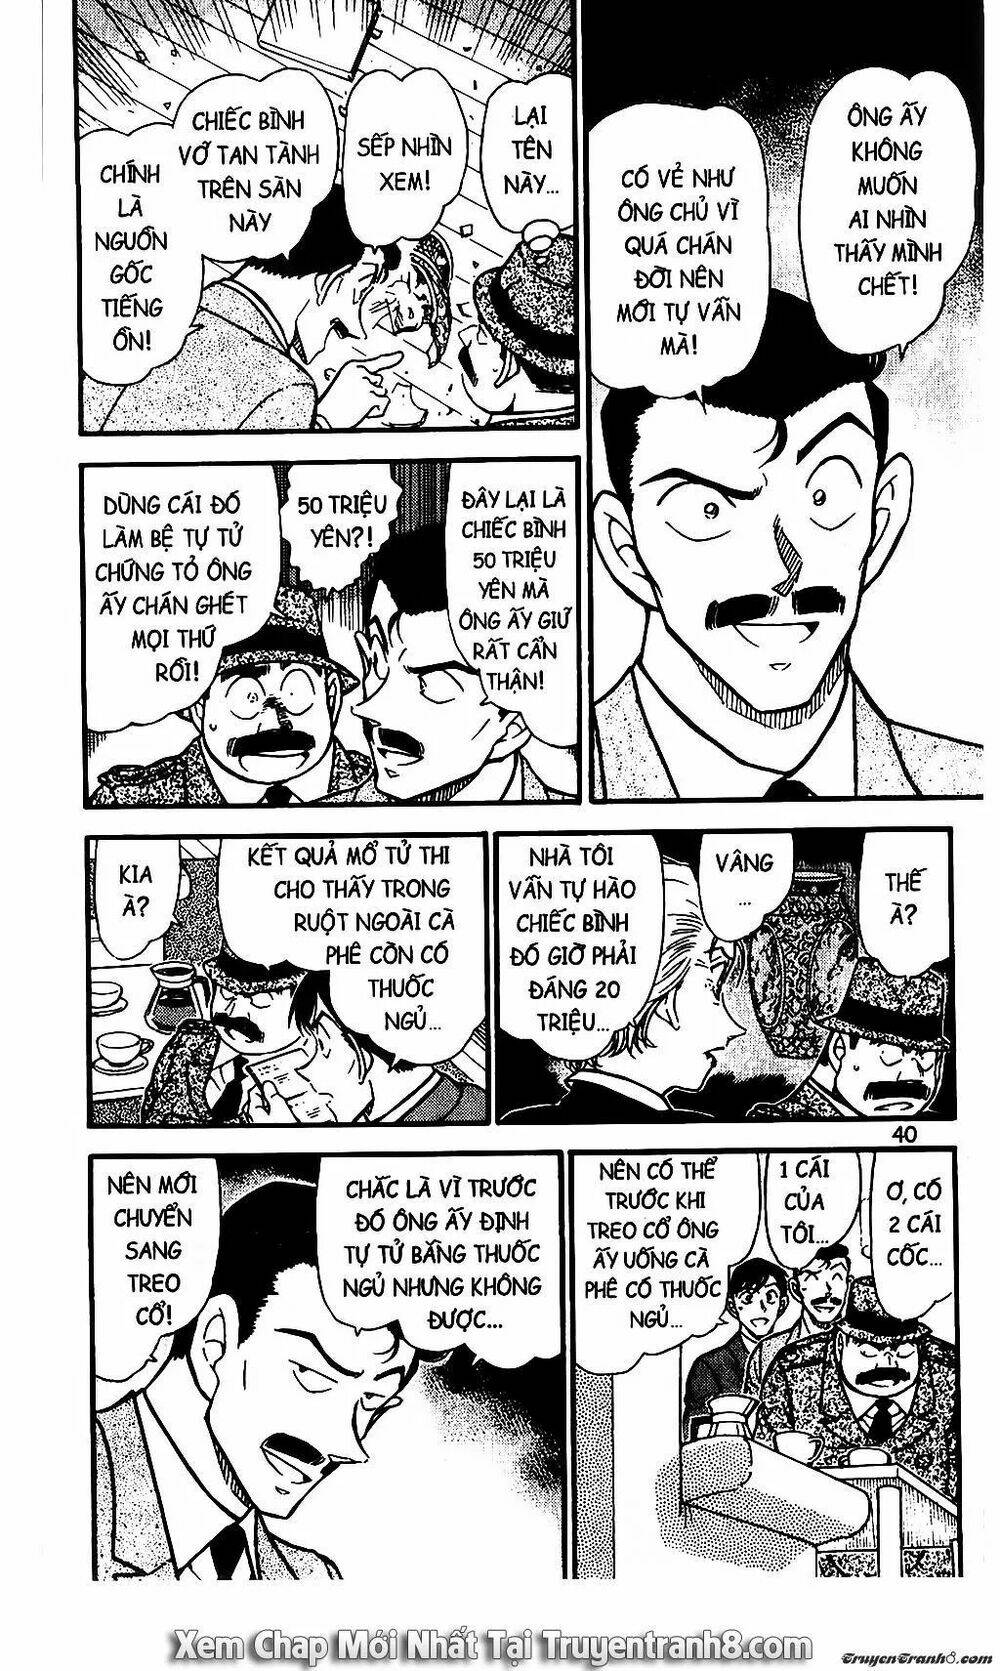 ÔNG ẤY
KHÔNG
MUỐN
AI NHÌN
THẤY MÌNH
CHẾT!
CÓ VẺ NHƯ
ÔNG CHỦ VÌ
QUÁ CHÁN
ĐỜI NÊN
MỚI TỰ VẪN
MÀ!
LẠI
TÊN
NÀY...
SẾP NHÌN
XEM!
CHIẾC BÌNH
VỠ TAN TÀNH
TRÊN SÀN
NÀY
CHÍNH
LÀ
NGUỒN
GỐC
TIẾNG
ỒN!
ĐÂY LẠI LÀ
CHIẾC BÌNH
50 TRIỆU
YÊN MÀ
ÔNG ẤY GIỮ
RẤT CẨN
THẬN!
50 TRIỆU
YÊN?!
DÙNG CÁI ĐÓ
LÀM BỆ TỰ TỬ
CHỨNG TỎ ÔNG
ẤY CHÁN GHÉT
MỌI THỨ
RỒI!
THẾ
À?
VÂNG
...
NHÀ TÔI
VẪN TỰ HÀO
CHIẾC BÌNH
ĐÓ GIỜ PHẢI
ĐÁNG 20
TRIỆU...
KẾT QUẢ MỔ TỬ THI
CHO THẤY TRONG
RUỘT NGOÀI CÀ
PHÊ CÒN CÓ
THUỐC
NGỦ...
KIA
À?
40
Ơ, CÓ
2 CÁI
CỐC...
1 CÁI
CỦA
TÔI...
NÊN CÓ THỂ
TRƯỚC KHI
TREO CỔ ÔNG
ẤY UỐNG CÀ
PHÊ CÓ THUỐC
NGỦ...
CHẮC LÀ VÌ TRƯỚC
ĐÓ ÔNG ẤY ĐỊNH
TỰ TỬ BẰNG THUỐC
NGỦ NHƯNG KHÔNG
ĐƯỢC...
NÊN MỚI
CHUYỂN
SANG
TREO
CỔ!
Xem Chap Mới Nhất Tại Truyentranh8.com
TruyenTranh8.com